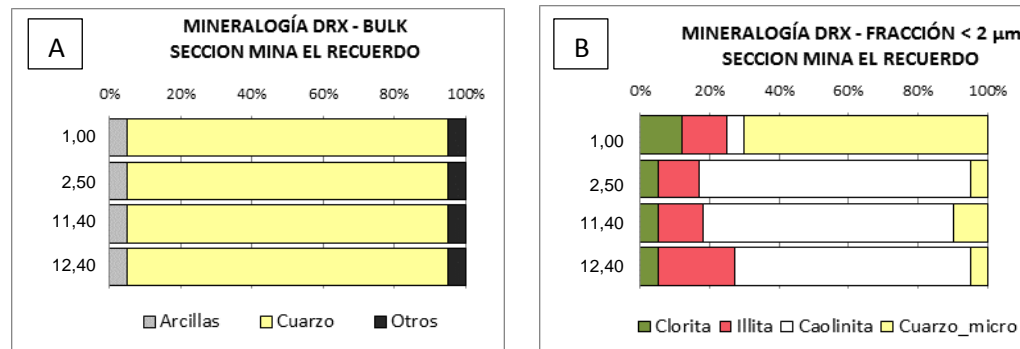 A
MINERALOGÍA DRX - BULK
SECCION MINA EL RECUERDO
0% 20% 40% 60% 80% 100%
1,00
2,50
11,40
12,40
Arcillas Cuarzo Otros
B
MINERALOGÍA DRX - FRACCIÓN < 2 µm
SECCION MINA EL RECUERDO
0% 20% 40% 60% 80% 100%
1,00
2,50
11,40
12,40
Clorita Illita Caolinita Cuarzo_micro